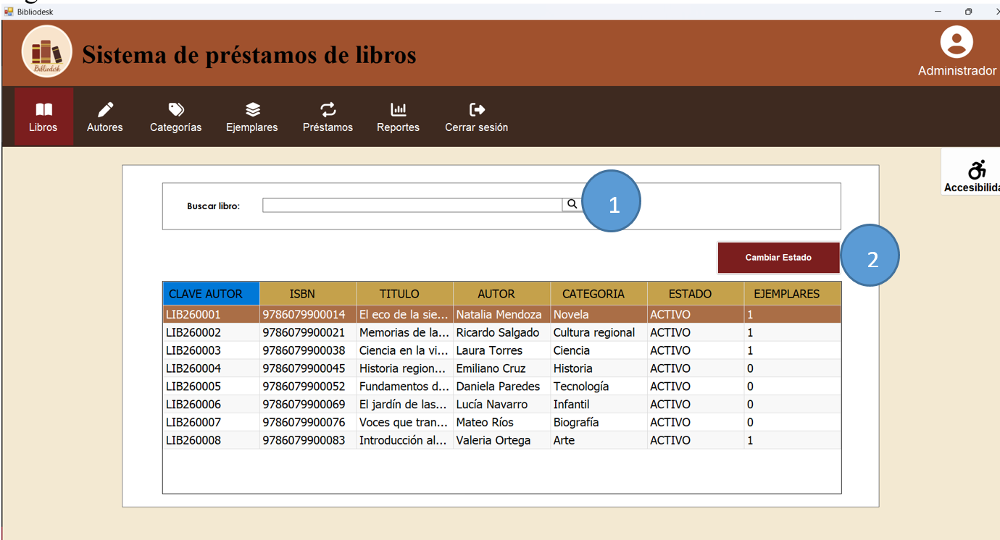 Bibliodesk
Bibliodesk
Sistema de préstamos de libros
Administrador
Libros Autores Categorías Ejemplares Préstamos Reportes Cerrar sesión
Accesibilida
Buscar libro:
1
Cambiar Estado
2
CLAVE AUTOR ISBN TITULO AUTOR CATEGORIA ESTADO EJEMPLARES
LIB260001 9786079900014 El eco de la sie... Natalia Mendoza Novela ACTIVO 1
LIB260002 9786079900021 Memorias de la... Ricardo Salgado Cultura regional ACTIVO 1
LIB260003 9786079900038 Ciencia en la vi... Laura Torres Ciencia ACTIVO 1
LIB260004 9786079900045 Historia region... Emiliano Cruz Historia ACTIVO 0
LIB260005 9786079900052 Fundamentos d... Daniela Paredes Tecnología ACTIVO 0
LIB260006 9786079900069 El jardín de las... Lucía Navarro Infantil ACTIVO 0
LIB260007 9786079900076 Voces que tran... Mateo Ríos Biografía ACTIVO 0
LIB260008 9786079900083 Introducción al... Valeria Ortega Arte ACTIVO 1